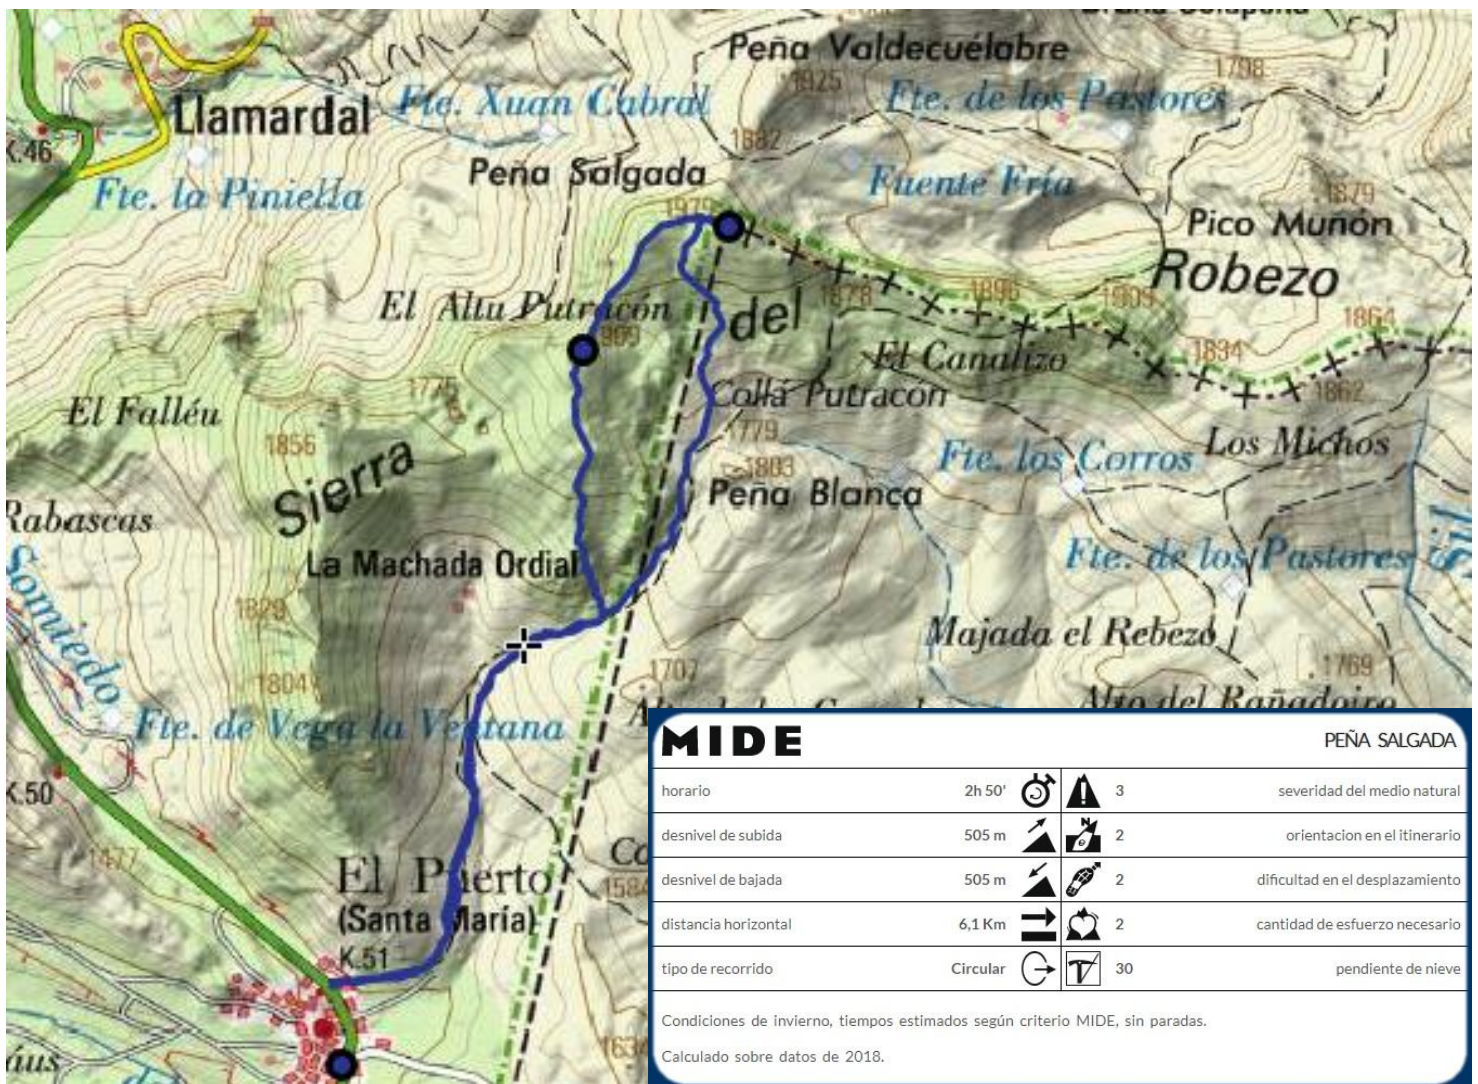 Peña Valdecuélabre
1925
1798
Fte. Xuan Cabral
Fte. de los Pastores
Llamardal
K.46
1882
Peña Salgada
Fuente Fría
Fte. la Piniella
1879
Pico Muñón
Robezo
El Altu Putracón
del
1878
1896
1909
1864
1834
El Canalizo
1862
1775
Collá Putracón
El Falléu
1779
1856
Los Michos
Fte. los Corros
1803
Sierra
Peña Blanca
Rabascas
Fte. de los Pastores
Sil
La Machada Ordial
Somiedo
1829
Majada el Rebezo
1707
1769
1804
Alto del Rañadoiro
Fte. de Vega la Ventana
K.50
1477
El Puerto
(Santa María)
1584
K.51
1634
MIDE
PEÑA SALGADA
horario 2h 50' 3 severidad del medio natural
desnivel de subida 505 m N 2 orientacion en el itinerario
desnivel de bajada 505 m 2 dificultad en el desplazamiento
distancia horizontal 6,1 Km 2 cantidad de esfuerzo necesario
tipo de recorrido Circular 30 pendiente de nieve
Condiciones de invierno, tiempos estimados según criterio MIDE, sin paradas.
Calculado sobre datos de 2018.